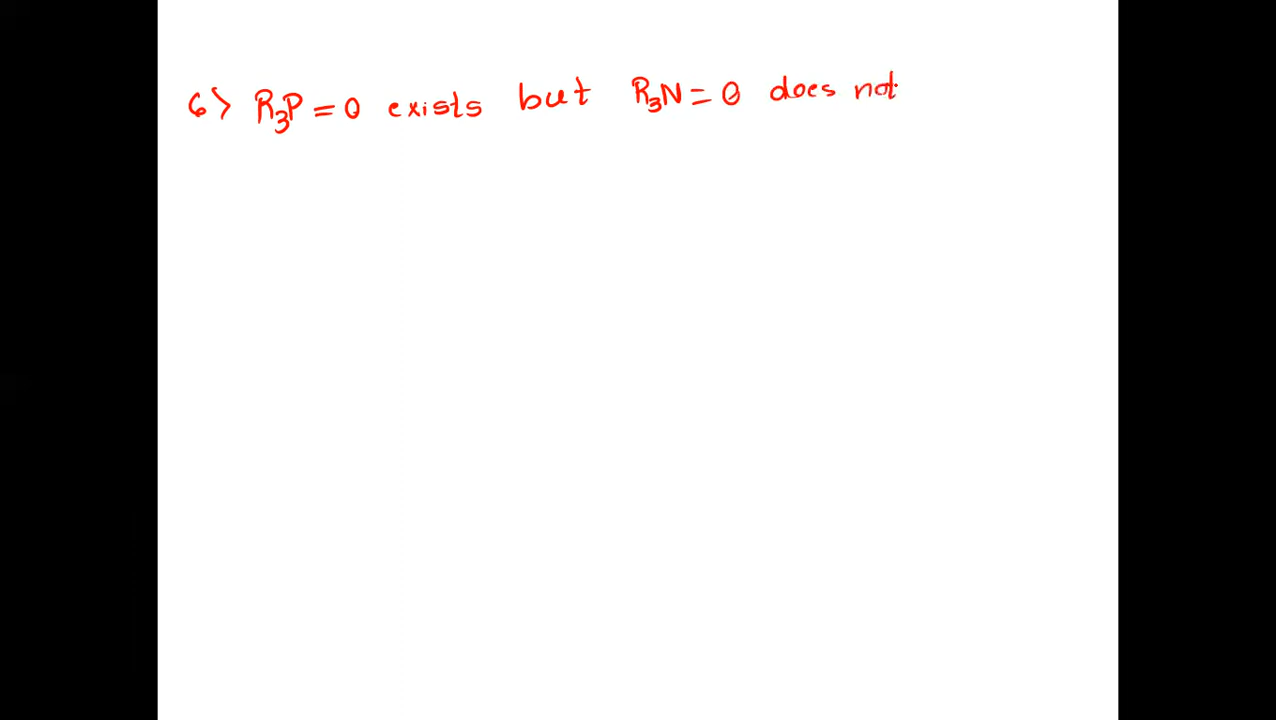 6> R₃P = O exists but R₃N = O does not